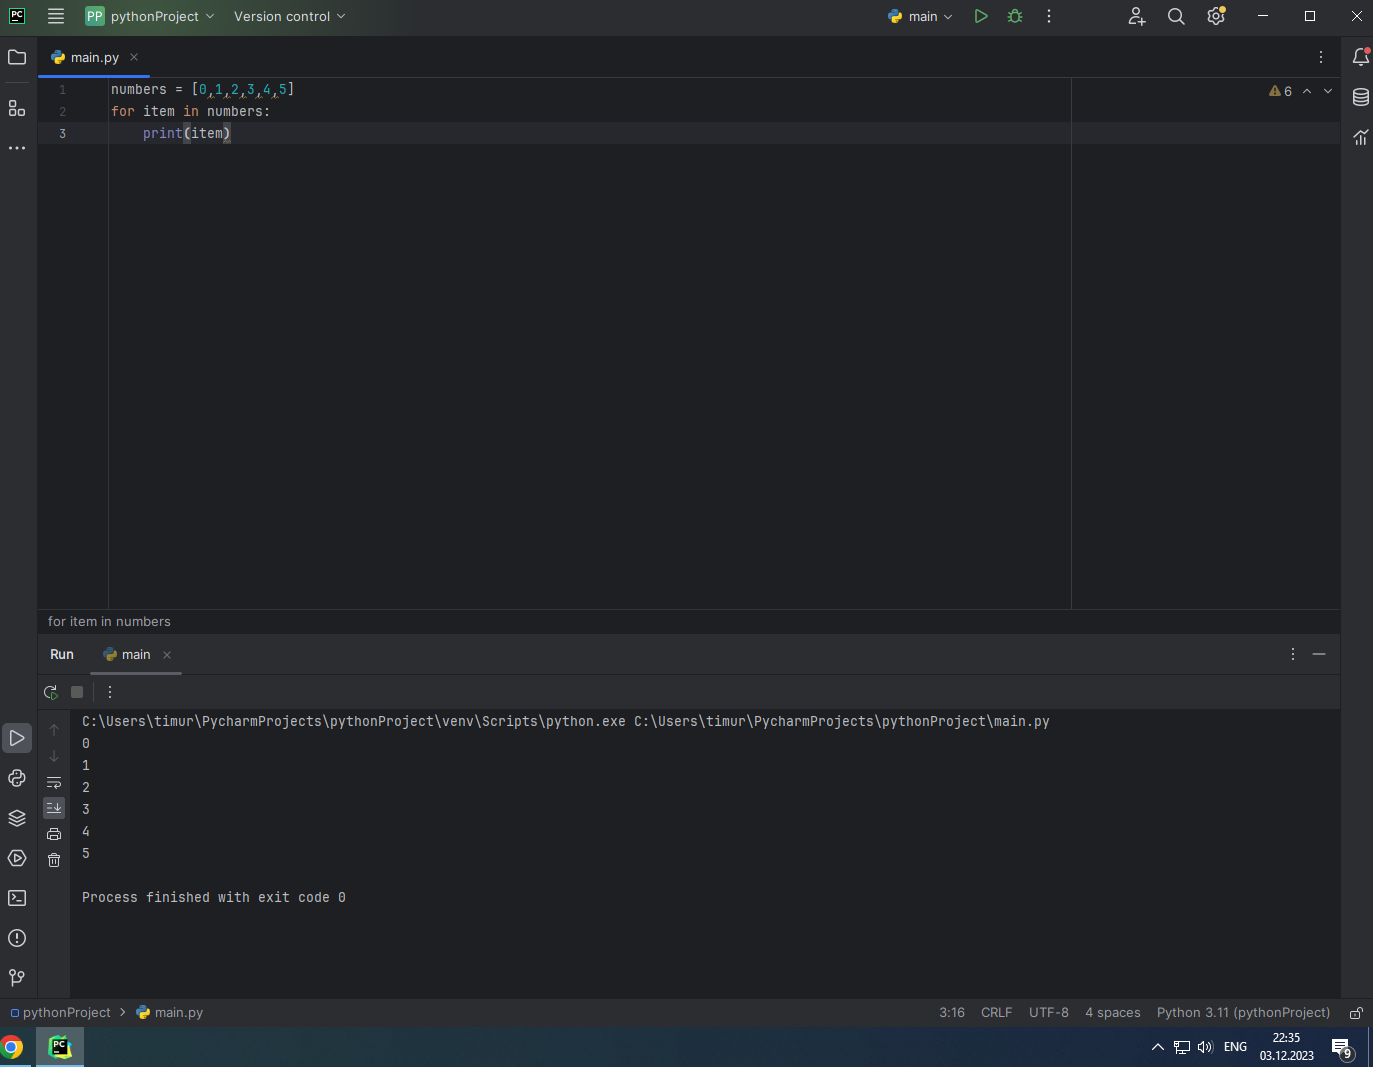 PC PP pythonProject Version control main
main.py
1 numbers = [0,1,2,3,4,5] 6
2 for item in numbers:
3     print(item)
for item in numbers
Run main
C:\Users\timur\PycharmProjects\pythonProject\venv\Scripts\python.exe C:\Users\timur\PycharmProjects\pythonProject\main.py
0
1
2
3
4
5
Process finished with exit code 0
pythonProject main.py 3:16 CRLF UTF-8 4 spaces Python 3.11 (pythonProject)
PC ENG 22:35 9
03.12.2023